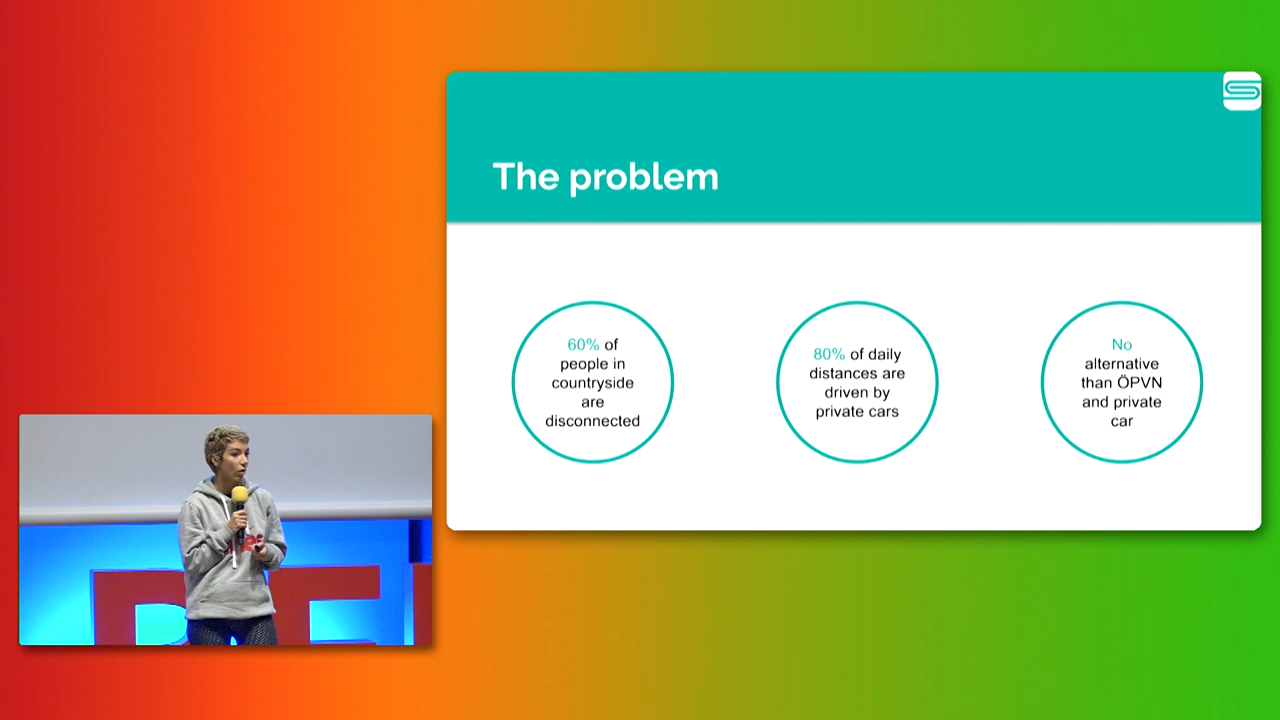 The problem
60% of
people in
countryside
are
disconnected
80% of daily
distances are
driven by
private cars
No
alternative
than ÖPVN
and private
car